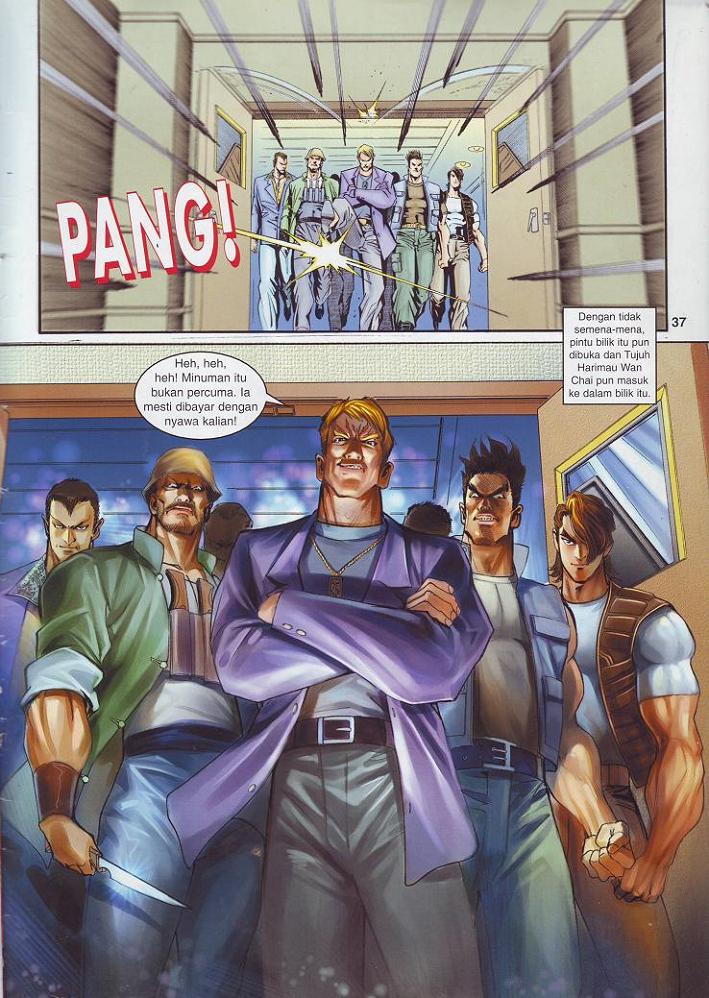 PANG!
37
Dengan tidak
semena-mena,
pintu bilik itu pun
dibuka dan Tujuh
Harimau Wan
Chai pun masuk
ke dalam bilik itu.
Heh, heh,
heh! Minuman itu
bukan percuma. Ia
mesti dibayar dengan
nyawa kalian!